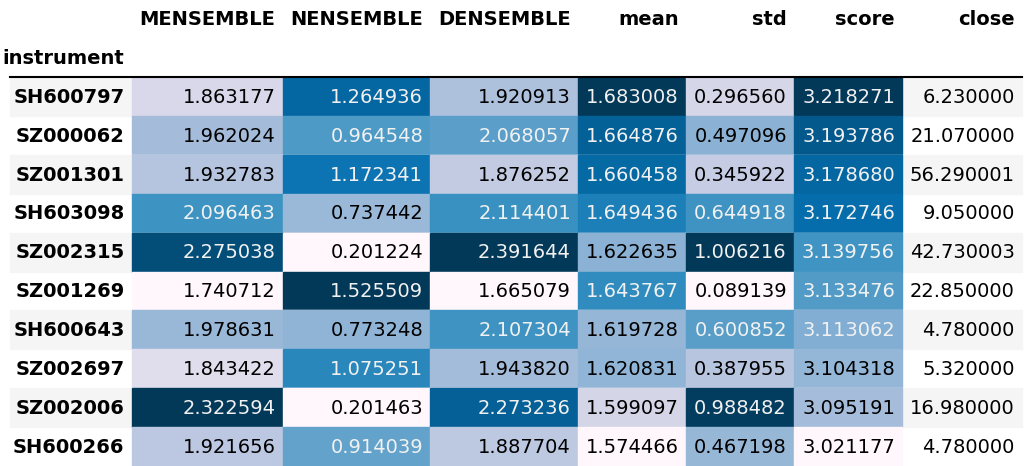 MENSEMBLE NENSEMBLE DENSEMBLE mean std score close
instrument
SH600797 1.863177 1.264936 1.920913 1.683008 0.296560 3.218271 6.230000
SZ000062 1.962024 0.964548 2.068057 1.664876 0.497096 3.193786 21.070000
SZ001301 1.932783 1.172341 1.876252 1.660458 0.345922 3.178680 56.290001
SH603098 2.096463 0.737442 2.114401 1.649436 0.644918 3.172746 9.050000
SZ002315 2.275038 0.201224 2.391644 1.622635 1.006216 3.139756 42.730003
SZ001269 1.740712 1.525509 1.665079 1.643767 0.089139 3.133476 22.850000
SH600643 1.978631 0.773248 2.107304 1.619728 0.600852 3.113062 4.780000
SZ002697 1.843422 1.075251 1.943820 1.620831 0.387955 3.104318 5.320000
SZ002006 2.322594 0.201463 2.273236 1.599097 0.988482 3.095191 16.980000
SH600266 1.921656 0.914039 1.887704 1.574466 0.467198 3.021177 4.780000